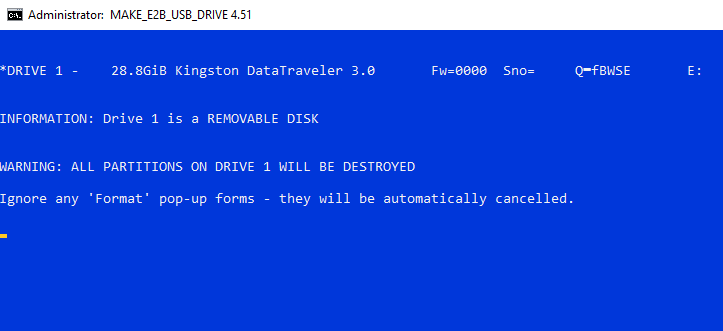 Administrator: MAKE_E2B_USB_DRIVE 4.51
*DRIVE 1 - 28.8GiB Kingston DataTraveler 3.0 Fw=0000 Sno= Q═fBWSE E:
INFORMATION: Drive 1 is a REMOVABLE DISK
WARNING: ALL PARTITIONS ON DRIVE 1 WILL BE DESTROYED
Ignore any 'Format' pop-up forms - they will be automatically cancelled.